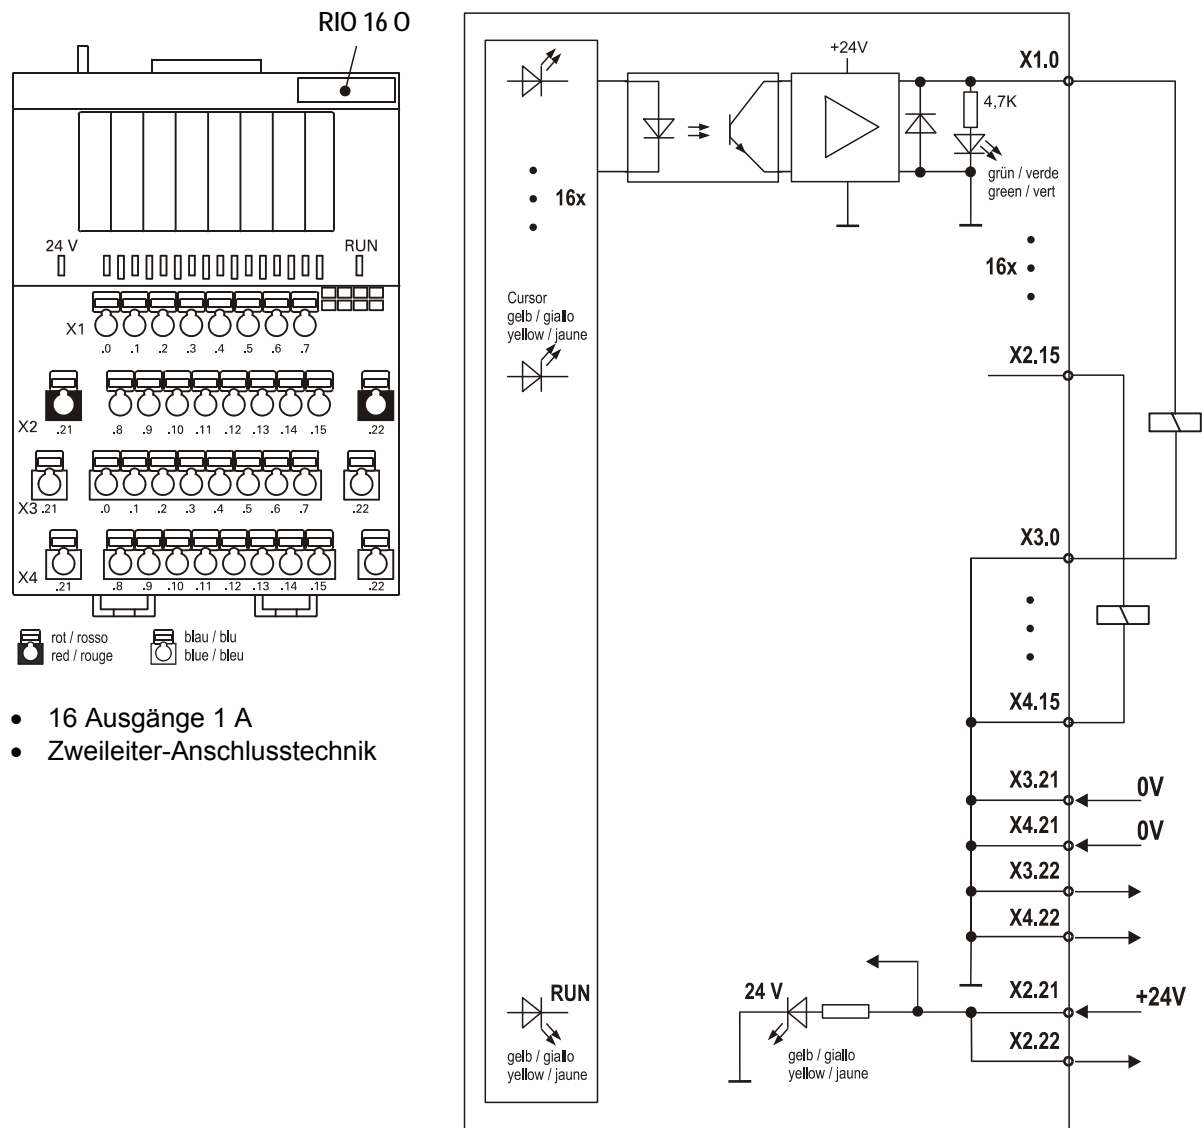 RIO 16 O
24 V
RUN
X1
.0 .1 .2 .3 .4 .5 .6 .7
X2 .21 .8 .9 .10 .11 .12 .13 .14 .15 .22
X3 .21 .0 .1 .2 .3 .4 .5 .6 .7 .22
X4 .21 .8 .9 .10 .11 .12 .13 .14 .15 .22
rot / rosso
red / rouge
blau / blu
blue / bleu
• 16 Ausgänge 1 A
• Zweileiter-Anschlusstechnik
16x
Cursor
gelb / giallo
yellow / jaune
RUN
gelb / giallo
yellow / jaune
+24V
4,7K
grün / verde
green / vert
16x
X1.0
X2.15
X3.0
X4.15
X3.21
0V
X4.21
0V
X3.22
X4.22
24 V
gelb / giallo
yellow / jaune
X2.21
+24V
X2.22